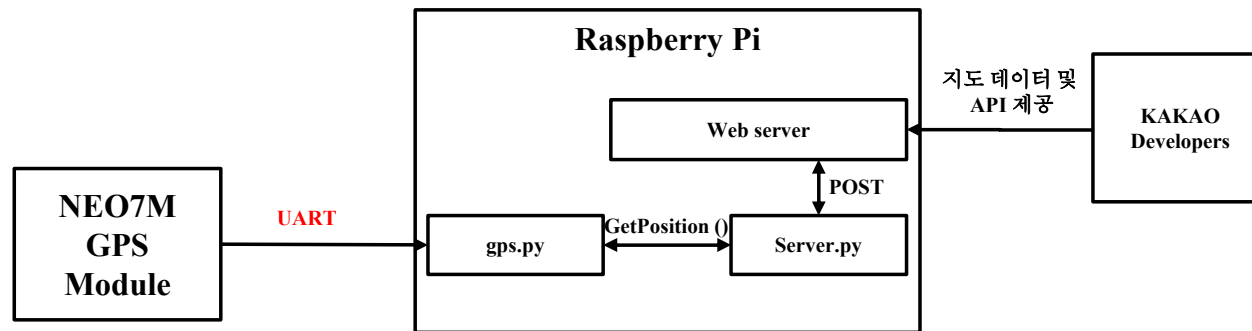 Raspberry Pi
지도 데이터 및
API 제공
KAKAO
Developers
Web server
POST
NEO7M
GPS
Module
UART
gps.py
GetPosition ()
Server.py